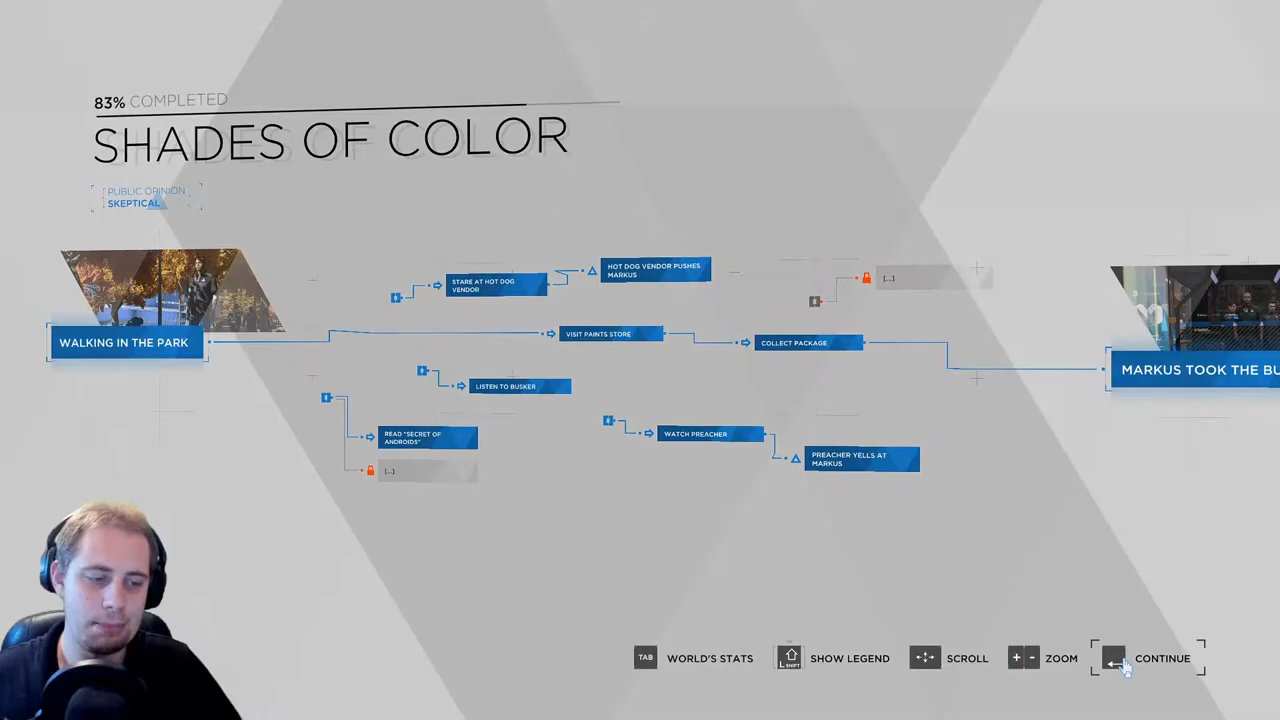 83% COMPLETED
SHADES OF COLOR
PUBLIC OPINION
SKEPTICAL
HOT DOG VENDOR PUSHES
MARKUS
STARE AT HOT DOG
VENDOR
[...]
WALKING IN THE PARK
VISIT PAINTS STORE
COLLECT PACKAGE
MARKUS TOOK THE BU
LISTEN TO BUSKER
READ "SECRET OF
ANDROIDS"
WATCH PREACHER
PREACHER YELLS AT
MARKUS
[...]
TAB WORLD'S STATS
L SHIFT SHOW LEGEND
SCROLL
+ - ZOOM
CONTINUE